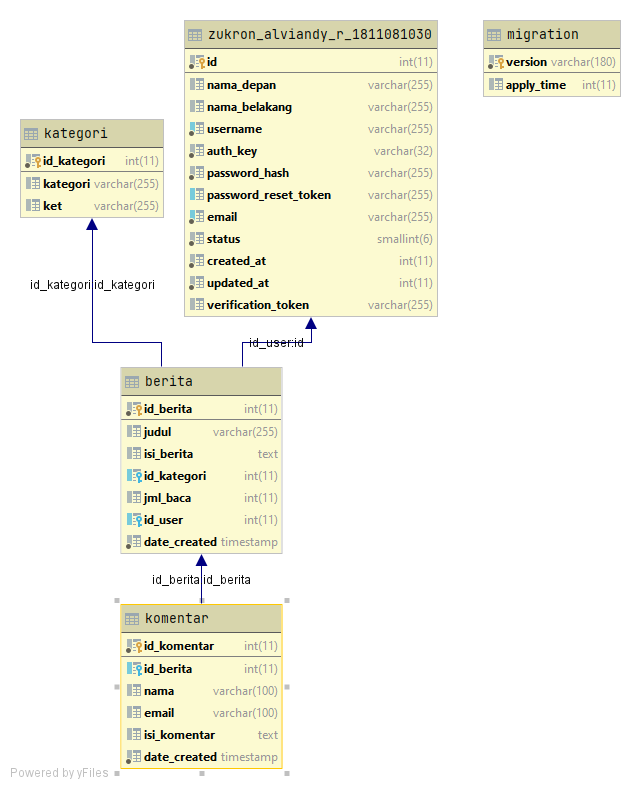 zukron_alviandy_r_1811081030
id int(11)
nama_depan varchar(255)
nama_belakang varchar(255)
username varchar(255)
auth_key varchar(32)
password_hash varchar(255)
password_reset_token varchar(255)
email varchar(255)
status smallint(6)
created_at int(11)
updated_at int(11)
verification_token varchar(255)
migration
version varchar(180)
apply_time int(11)
kategori
id_kategori int(11)
kategori varchar(255)
ket varchar(255)
id_kategori:id_kategori
id_user:id
berita
id_berita int(11)
judul varchar(255)
isi_berita text
id_kategori int(11)
jml_baca int(11)
id_user int(11)
date_created timestamp
id_berita:id_berita
komentar
id_komentar int(11)
id_berita int(11)
nama varchar(100)
email varchar(100)
isi_komentar text
date_created timestamp
Powered by yFiles